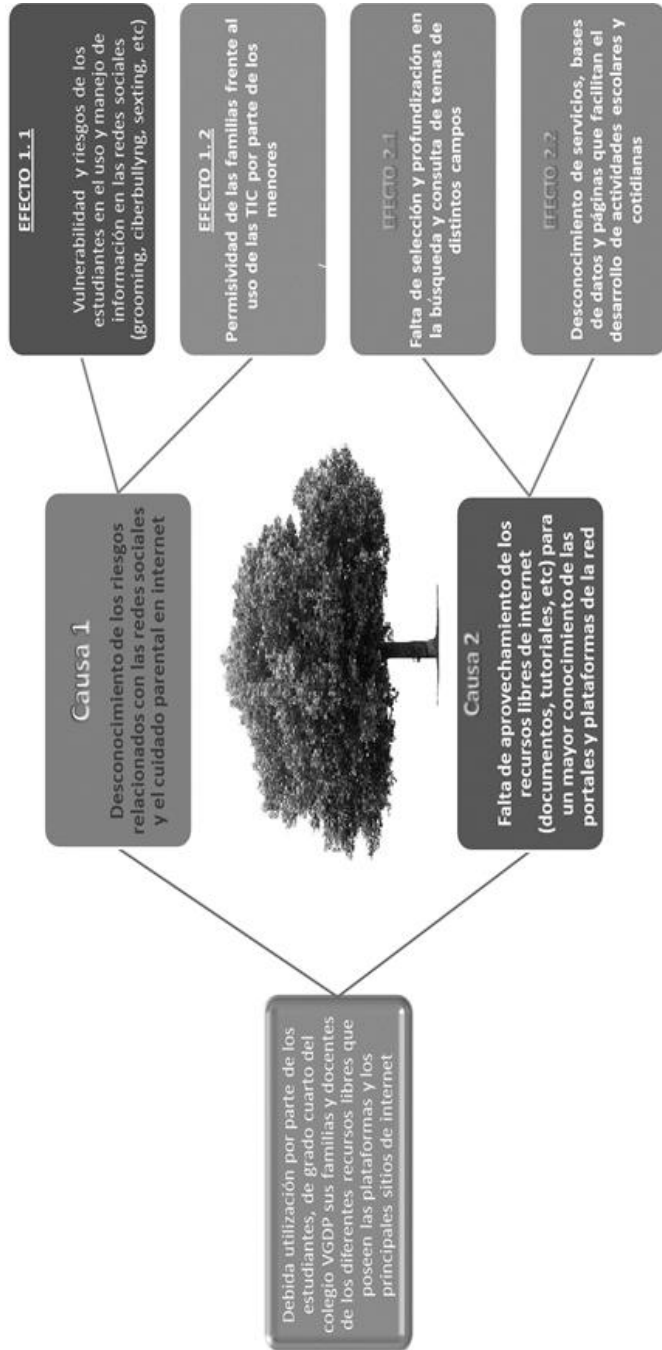 EFECTO 1.1
Vulnerabilidad y riesgos de los
estudiantes en el uso y manejo de
información en las redes sociales
(grooming, ciberbullyng, sexting, etc)
EFECTO 1.2
Permisividad de las familias frente al
uso de las TIC por parte de los
menores
EFECTO 2.1
Falta de selección y profundización en
la búsqueda y consulta de temas de
distintos campos
EFECTO 2.2
Desconocimiento de servicios, bases
de datos y páginas que facilitan el
desarrollo de actividades escolares y
cotidianas
Causa 1
Desconocimiento de los riesgos
relacionados con las redes sociales
y el cuidado parental en internet
Causa 2
Falta de aprovechamiento de los
recursos libres de internet
(documentos, tutoriales, etc) para
un mayor conocimiento de las
portales y plataformas de la red
Debida utilización por parte de los
estudiantes, de grado cuarto del
colegio VGDP sus familias y docentes
de los diferentes recursos libres que
poseen las plataformas y los
principales sitios de internet